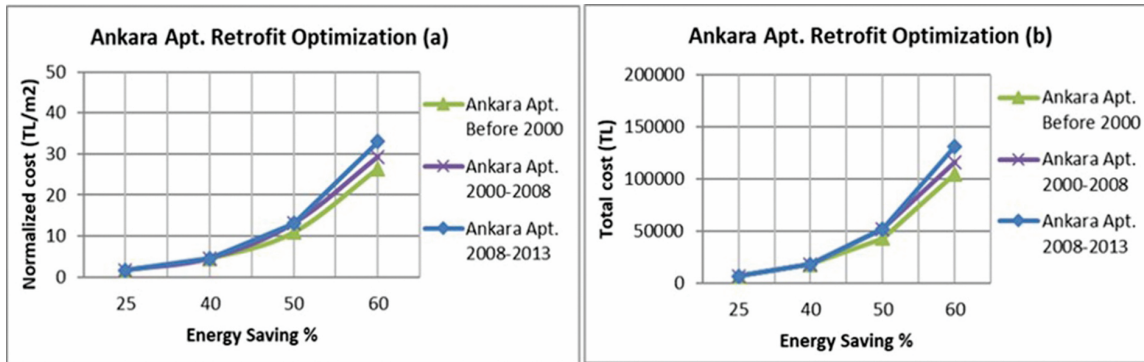 Ankara Apt. Retrofit Optimization (a)
Normalized cost (TL/m2)
50
40
30
20
10
0
25 40 50 60
Energy Saving %
Ankara Apt.
Before 2000
Ankara Apt.
2000-2008
Ankara Apt.
2008-2013
Ankara Apt. Retrofit Optimization (b)
Total cost (TL)
200000
150000
100000
50000
0
25 40 50 60
Energy Saving %
Ankara Apt.
Before 2000
Ankara Apt.
2000-2008
Ankara Apt.
2008-2013